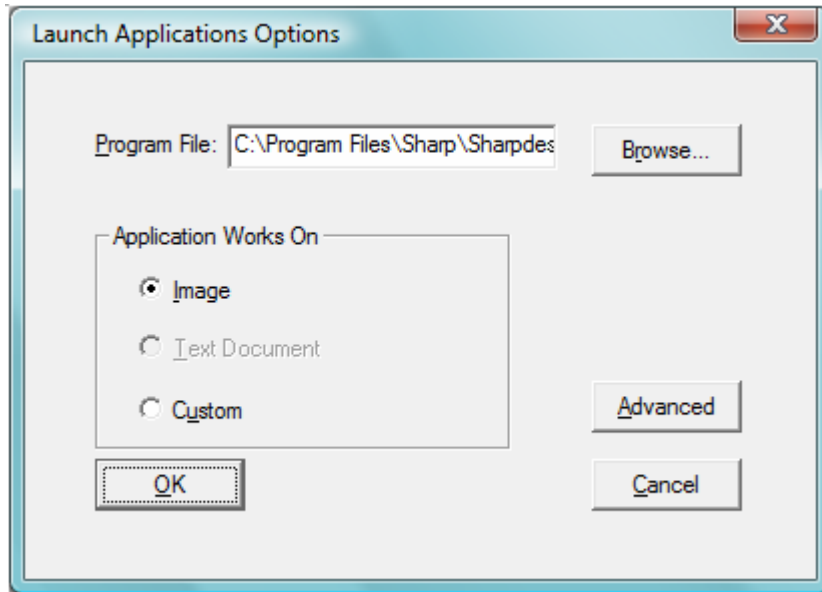 Launch Applications Options
Program File: C:\Program Files\Sharp\Sharpdes Browse...
Application Works On
Image
Text Document
Custom
Advanced
OK
Cancel